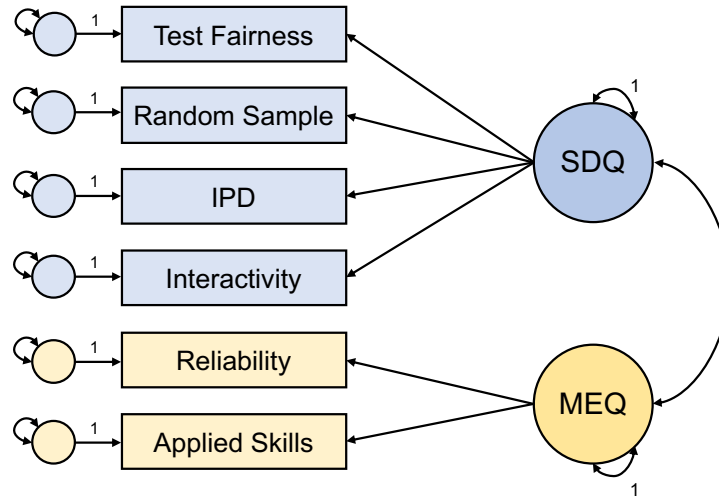 1
Test Fairness
1
Random Sample
1
SDQ
1
IPD
1
Interactivity
1
Reliability
1
MEQ
1
Applied Skills
1